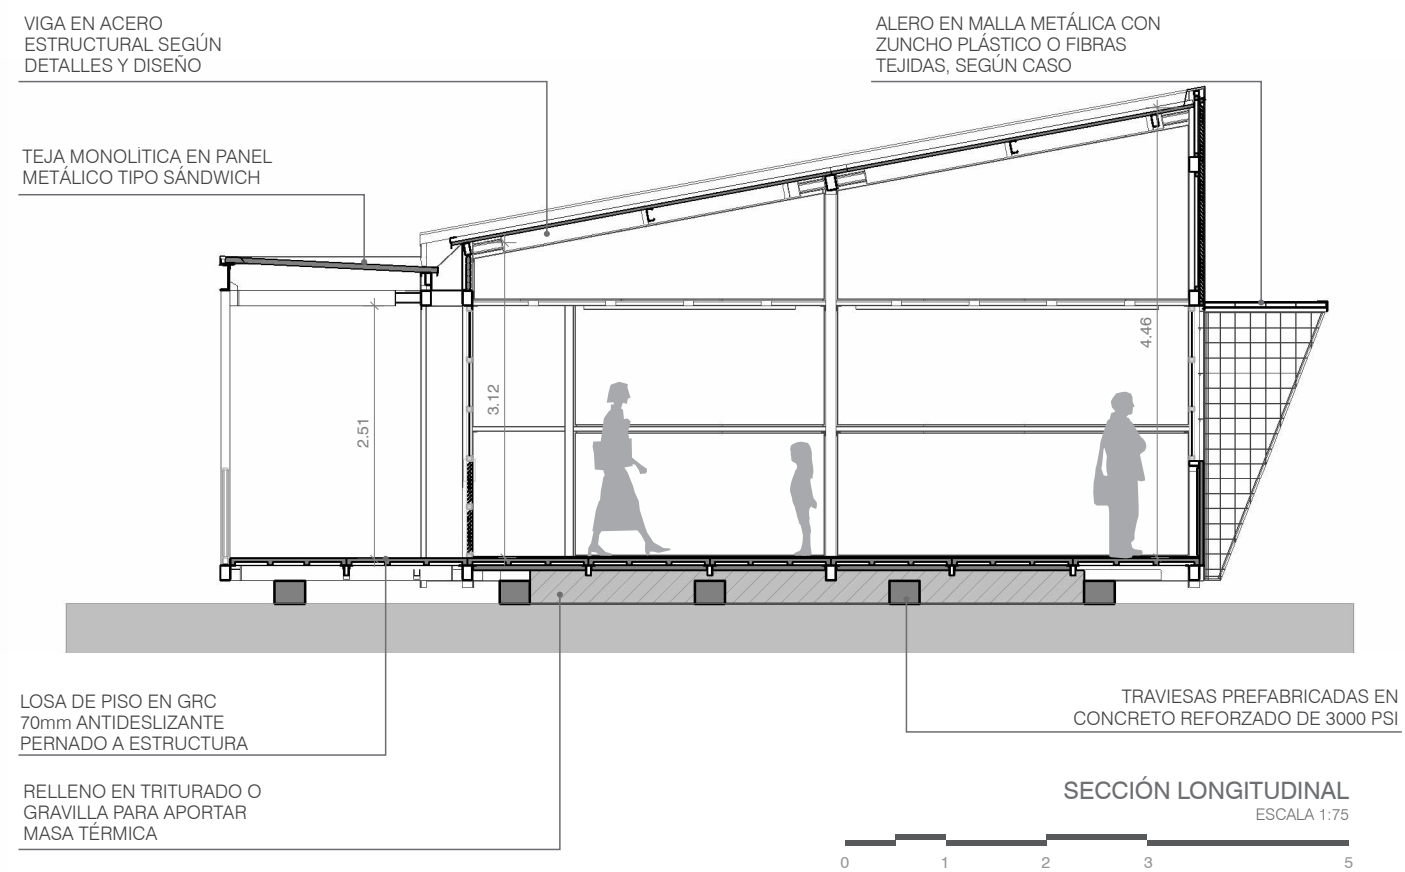 VIGA EN ACERO
ESTRUCTURAL SEGÚN
DETALLES Y DISEÑO
ALERO EN MALLA METÁLICA CON
ZUNCHO PLÁSTICO O FIBRAS
TEJIDAS, SEGÚN CASO
TEJA MONOLÍTICA EN PANEL
METÁLICO TIPO SÁNDWICH
2.51
3.12
4.46
LOSA DE PISO EN GRC
70mm ANTIDESLIZANTE
PERNADO A ESTRUCTURA
TRAVIESAS PREFABRICADAS EN
CONCRETO REFORZADO DE 3000 PSI
RELLENO EN TRITURADO O
GRAVILLA PARA APORTAR
MASA TÉRMICA
SECCIÓN LONGITUDINAL
ESCALA 1:75
0 1 2 3 5